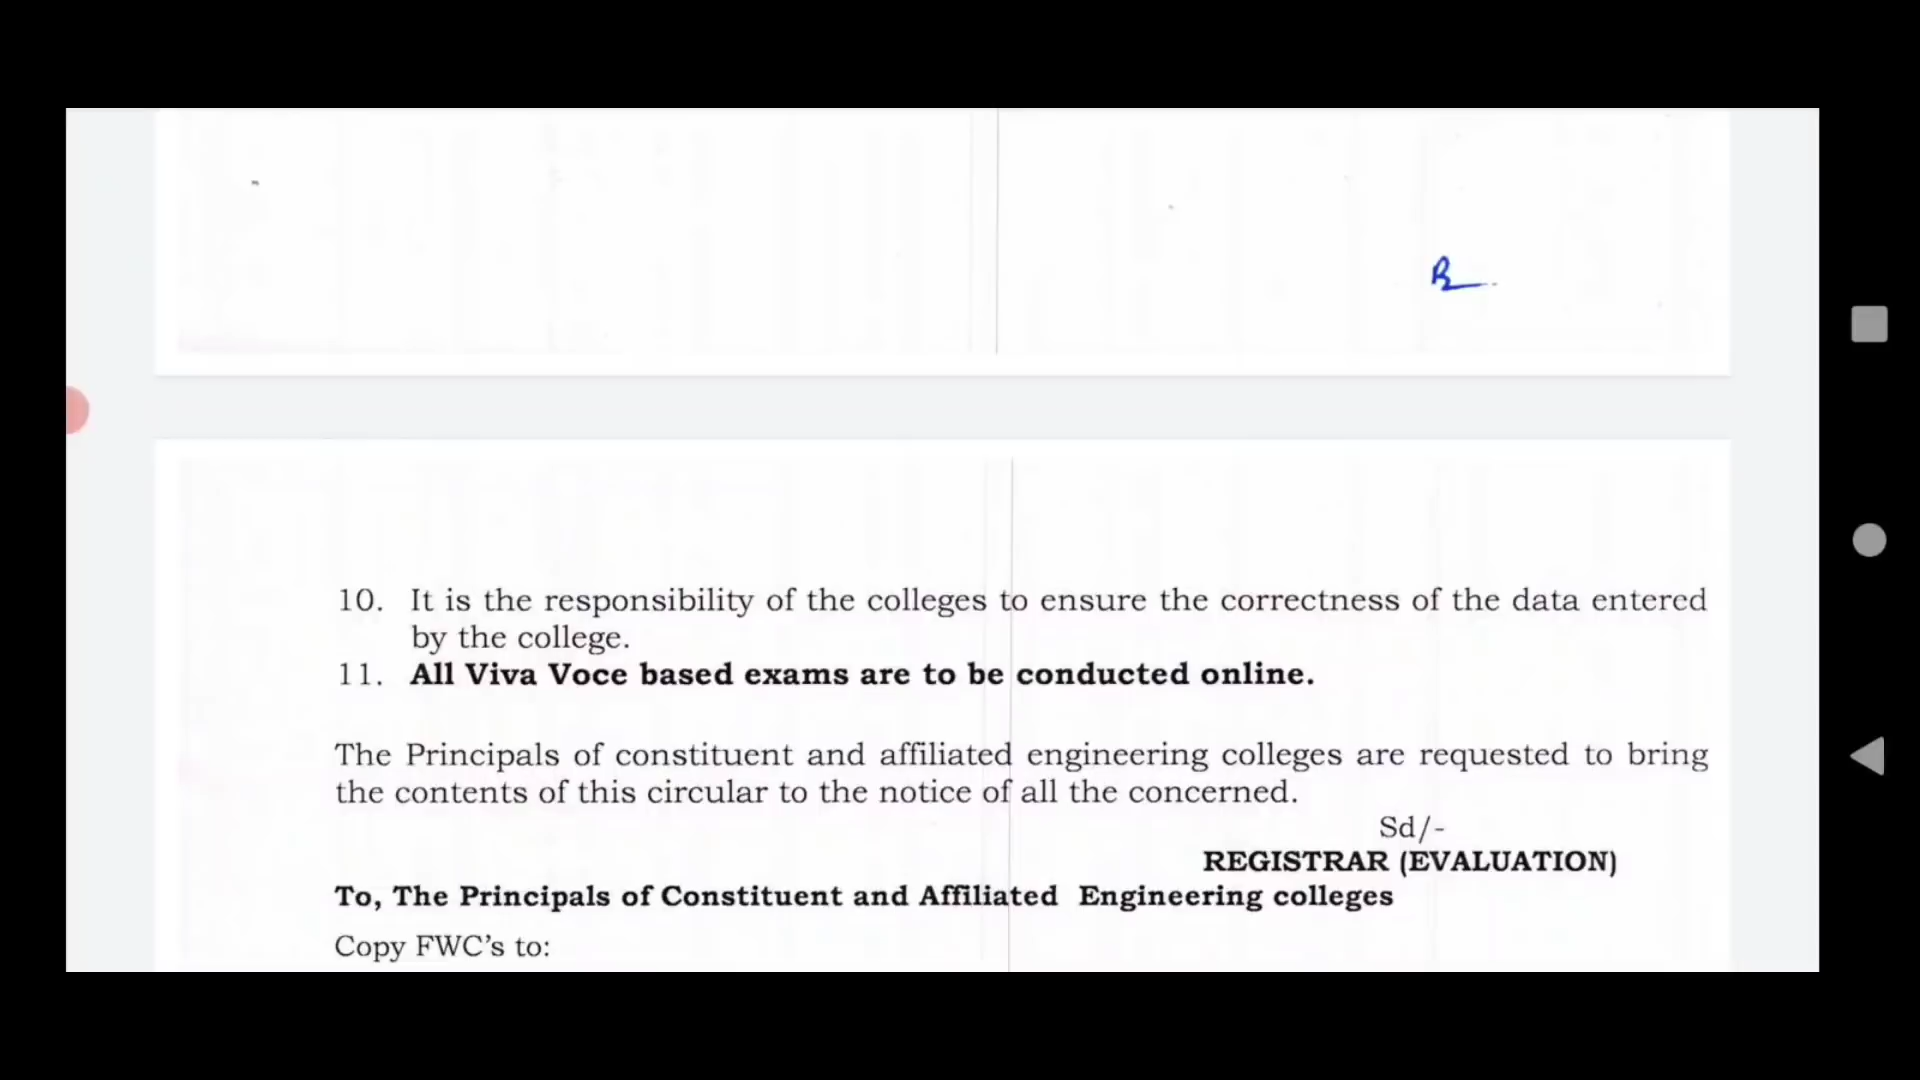 10. It is the responsibility of the colleges to ensure the correctness of the data entered
by the college.
11. All Viva Voce based exams are to be conducted online.
The Principals of constituent and affiliated engineering colleges are requested to bring
the contents of this circular to the notice of all the concerned.
Sd/-
REGISTRAR (EVALUATION)
To, The Principals of Constituent and Affiliated Engineering colleges
Copy FWC's to: